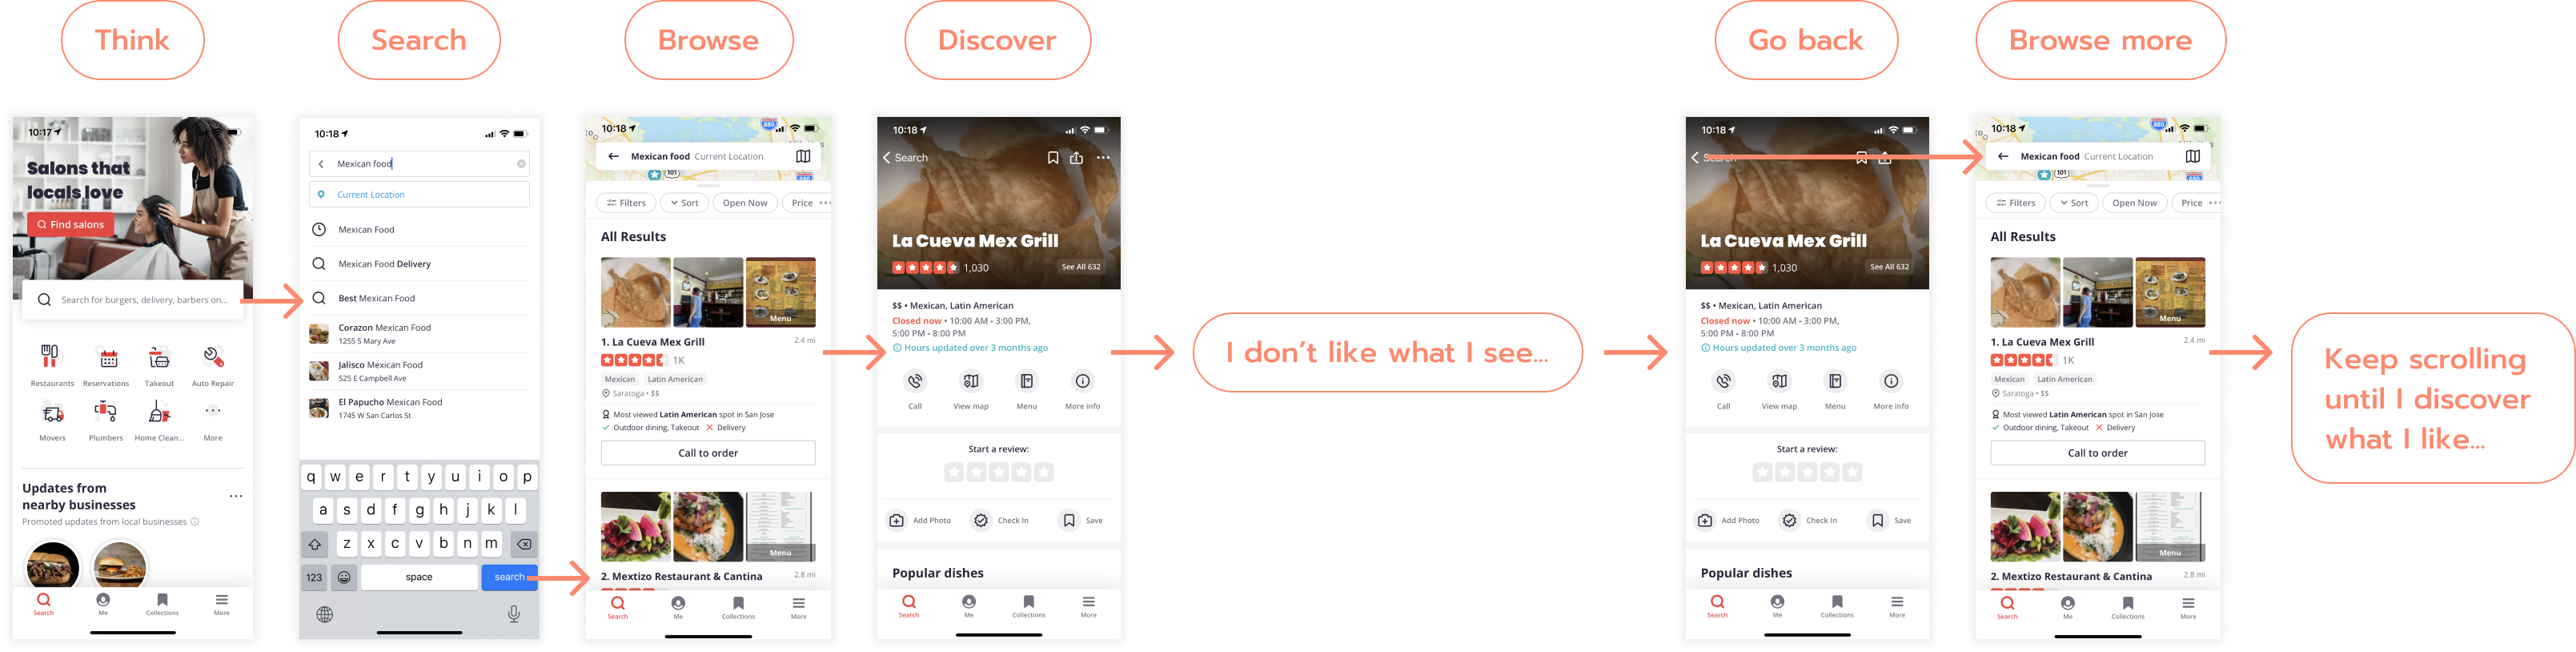 Think
Search
Browse
Discover
Go back
Browse more
10:17
Salons that
locals love
Find salons
Search for burgers, delivery, barbers on...
Restaurants
Reservations
Takeout
Auto Repair
Movers
Plumbers
Home Clean...
More
Updates from
nearby businesses
Promoted updates from local businesses
Search
Me
Collections
More
10:18
Mexican food
Current Location
Mexican Food
Mexican Food Delivery
Best Mexican Food
Corazon Mexican Food
1255 S Mary Ave
Jalisco Mexican Food
525 E Campbell Ave
El Papucho Mexican Food
1745 W San Carlos St
q w e r t y u i o p
a s d f g h j k l
z x c v b n m
123
space
search
10:18
880
Mexican food Current Location
101
880
Filters
Sort
Open Now
Price
All Results
Menu
1. La Cueva Mex Grill
2.4 mi
1K
Mexican
Latin American
Saratoga • $$
Most viewed Latin American spot in San Jose
Outdoor dining, Takeout
Delivery
Call to order
Menu
2. Mextizo Restaurant & Cantina
2.8 mi
Search
Me
Collections
More
10:18
Search
La Cueva Mex Grill
1,030
See All 632
$$ • Mexican, Latin American
Closed now • 10:00 AM - 3:00 PM,
5:00 PM - 8:00 PM
Hours updated over 3 months ago
Call
View map
Menu
More info
Start a review:
Add Photo
Check In
Save
Popular dishes
Search
Me
Collections
More
I don't like what I see...
10:18
Search
La Cueva Mex Grill
1,030
See All 632
$$ • Mexican, Latin American
Closed now • 10:00 AM - 3:00 PM,
5:00 PM - 8:00 PM
Hours updated over 3 months ago
Call
View map
Menu
More info
Start a review:
Add Photo
Check In
Save
Popular dishes
Search
Me
Collections
More
10:18
880
Mexican food Current Location
101
880
Filters
Sort
Open Now
Price
All Results
Menu
1. La Cueva Mex Grill
2.4 mi
1K
Mexican
Latin American
Saratoga • $$
Most viewed Latin American spot in San Jose
Outdoor dining, Takeout
Delivery
Call to order
Menu
2. Mextizo Restaurant & Cantina
2.8 mi
Search
Me
Collections
More
Keep scrolling
until I discover
what I like...